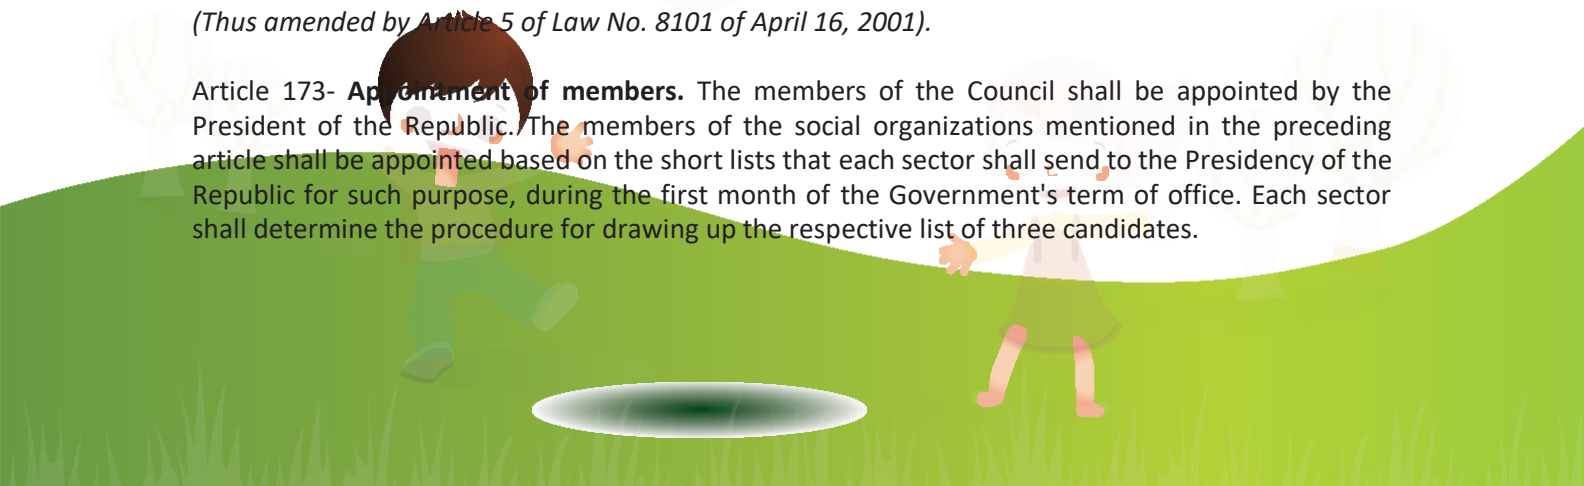 (Thus amended by Article 5 of Law No. 8101 of April 16, 2001).
Article 173- Appointment of members. The members of the Council shall be appointed by the
President of the Republic. The members of the social organizations mentioned in the preceding
article shall be appointed based on the short lists that each sector shall send to the Presidency of the
Republic for such purpose, during the first month of the Government's term of office. Each sector
shall determine the procedure for drawing up the respective list of three candidates.